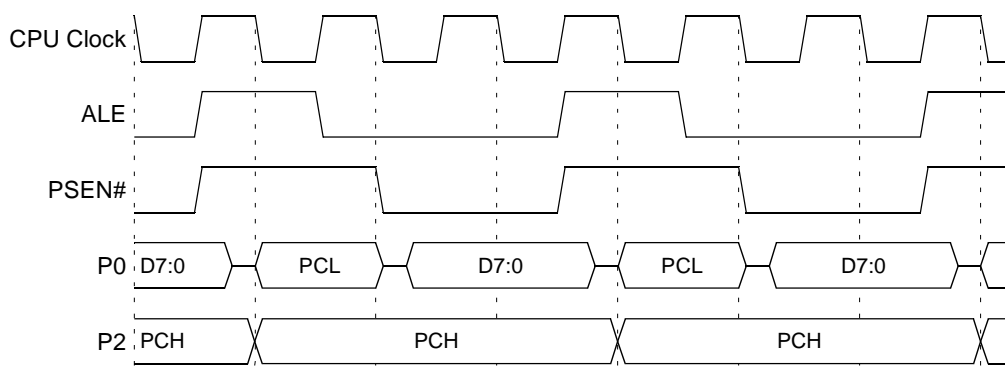 CPU Clock
ALE
PSEN#
P0 D7:0 PCL D7:0 PCL D7:0
P2 PCH PCH PCH